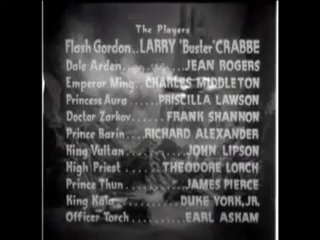 The Players
Flash Gordon..LARRY "Buster" CRABBE
Dale Arden..........JEAN ROGERS
Emperor Ming..CHARLES MIDDLETON
Princess Aura......PRISCILLA LAWSON
Doctor Zarkov......FRANK SHANNON
Prince Barin....RICHARD ALEXANDER
King Vultan..........JOHN LIPSON
High Priest.....THEODORE LORCH
Prince Thun........JAMES PIERCE
King Kala.........DUKE YORK, JR.
Officer Torch.........EARL ASKAM